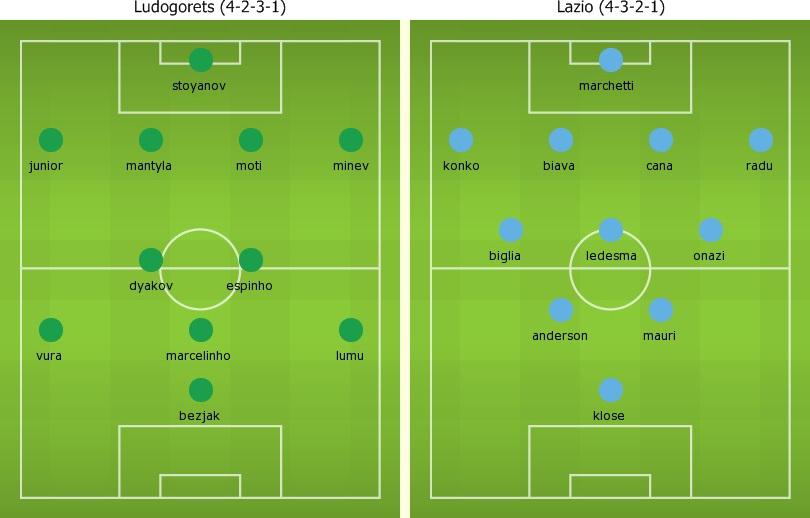 Ludogorets (4-2-3-1)
stoyanov
junior mantyla moti minev
dyakov espinho
vura marcelinho lumu
bezjak
Lazio (4-3-2-1)
marchetti
konko biava cana radu
biglia ledesma onazi
anderson mauri
klose